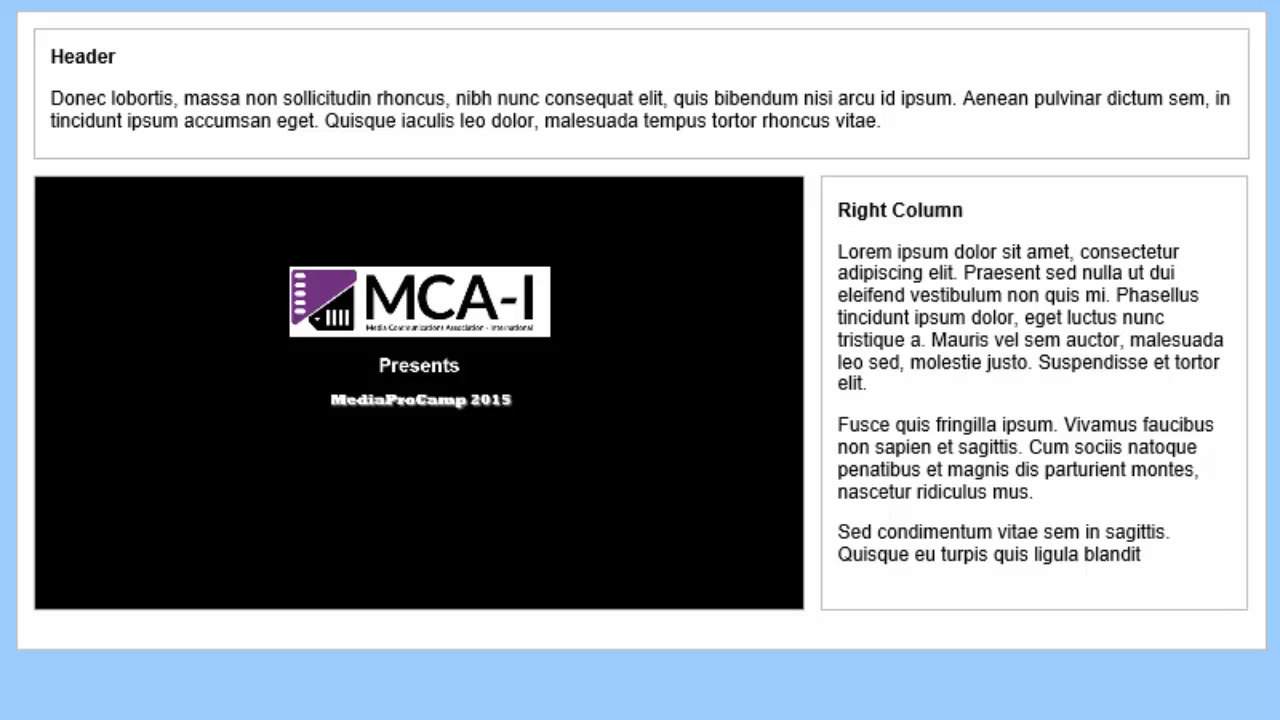 Header
Donec lobortis, massa non sollicitudin rhoncus, nibh nunc consequat elit, quis bibendum nisi arcu id ipsum. Aenean pulvinar dictum sem, in
tincidunt ipsum accumsan eget. Quisque iaculis leo dolor, malesuada tempus tortor rhoncus vitae.
MCA-I
Media Communications Association - International
Presents
MediaProCamp 2015
Right Column
Lorem ipsum dolor sit amet, consectetur
adipiscing elit. Praesent sed nulla ut dui
eleifend vestibulum non quis mi. Phasellus
tincidunt ipsum dolor, eget luctus nunc
tristique a. Mauris vel sem auctor, malesuada
leo sed, molestie justo. Suspendisse et tortor
elit.
Fusce quis fringilla ipsum. Vivamus faucibus
non sapien et sagittis. Cum sociis natoque
penatibus et magnis dis parturient montes,
nascetur ridiculus mus.
Sed condimentum vitae sem in sagittis.
Quisque eu turpis quis ligula blandit